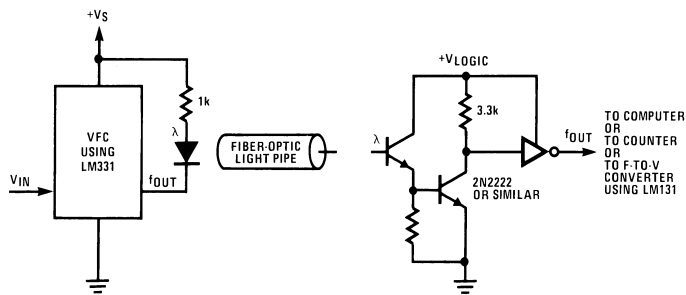 +VS
1k
λ
VFC
USING
LM331
VIN
fOUT
FIBER-OPTIC
LIGHT PIPE
+VLOGIC
3.3k
λ
2N2222
OR SIMILAR
fOUT
TO COMPUTER
OR
TO COUNTER
OR
TO F-TO-V
CONVERTER
USING LM131